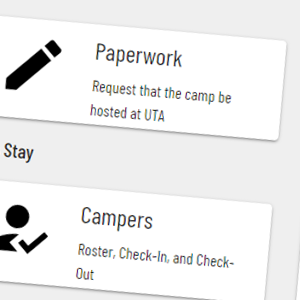 Paperwork
Request that the camp be
hosted at UTA
Stay
Campers
Roster, Check-In, and Check-
Out